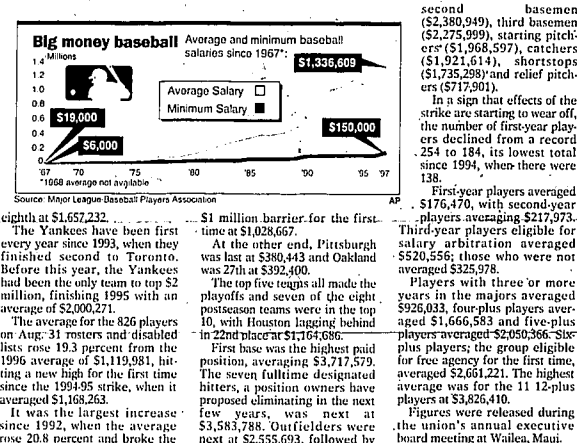 Big money baseball
Average and minimum baseball
salaries since 1967*:
Millions
1.4
1.2
1.0
0.8
0.6
0.4
0.2
0
$1,336,609
Average Salary
Minimum Salary
$19,000
$6,000
$150,000
'67
70
'75
'80
'85
'90
'95
'97
*1968 average not available
Source: Major League Baseball Players Association
AP
eighth at $1,657,232.
The Yankees have been first
every year since 1993, when they
finished second to Toronto.
Before this year, the Yankees
had been the only team to top $2
million, finishing 1995 with an
average of $2,000,271.
The average for the 826 players
on Aug. 31 rosters and disabled
lists rose 19.3 percent from the
1996 average of $1,119,981, hit-
ting a new high for the first time
since the 1994-95 strike, when it
averaged $1,168,263.
It was the largest increase
since 1992, when the average
rose 20.8 percent and broke the
$1 million barrier for the first
time at $1,028,667.
At the other end, Pittsburgh
was last at $380,443 and Oakland
was 27th at $392,400.
The top five teams all made the
playoffs and seven of the eight
postseason teams were in the top
10, with Houston lagging behind
in 22nd place at $1,164,686.
First base was the highest paid
position, averaging $3,717,579.
The seven fulltime designated
hitters, a position owners have
proposed eliminating in the next
few years, was next at
$3,583,788. Outfielders were
next at $2,555,693, followed by
second basemen
($2,380,949), third basemen
($2,275,999), starting pitch-
ers ($1,968,597), catchers
($1,921,614), shortstops
($1,735,298) and relief pitch-
ers ($717,901).
In a sign that effects of the
strike are starting to wear off,
the number of first-year play-
ers declined from a record
254 to 184, its lowest total
since 1994, when there were
138.
First-year players averaged
$176,470, with second-year
players averaging $217,973.
Third-year players eligible for
salary arbitration averaged
$520,556; those who were not
averaged $325,978.
Players with three or more
years in the majors averaged
$926,033, four-plus players aver-
aged $1,666,583 and five-plus
players averaged $2,050,366. Six-
plus players; the group eligible
for free agency for the first time,
averaged $2,661,221. The highest
average was for the 11 12-plus
players at $3,826,410.
Figures were released during
the union's annual executive
board meeting at Wailea, Maui.